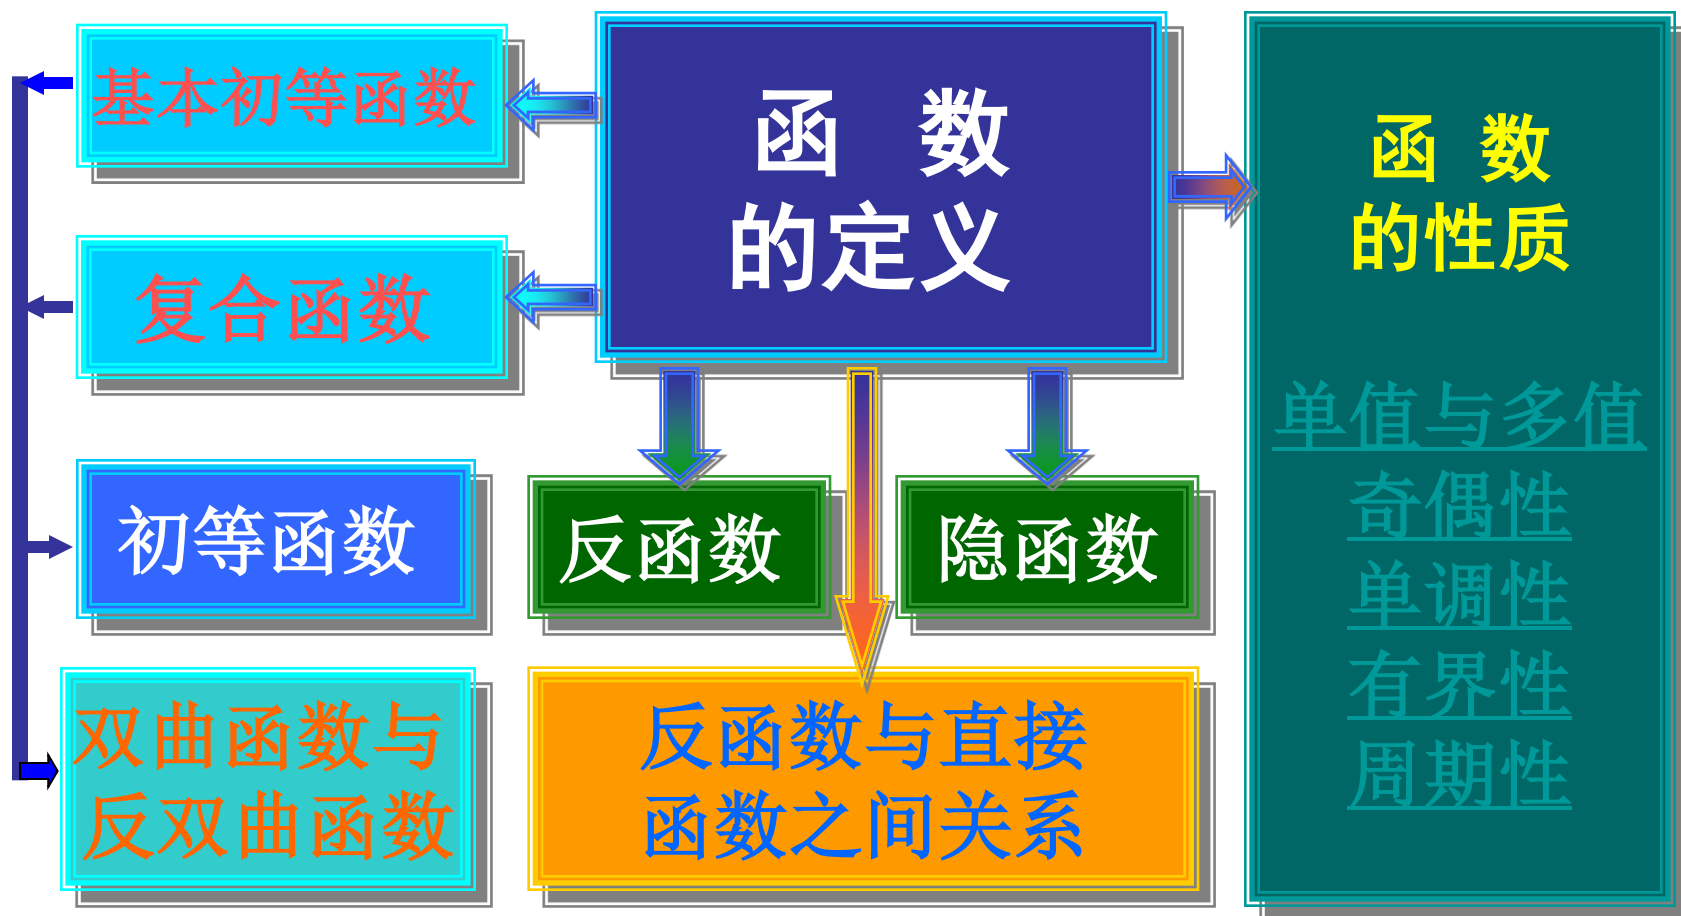 基本初等函数
复合函数
初等函数
双曲函数与
反双曲函数
函 数
的定义
反函数
隐函数
反函数与直接
函数之间关系
函 数
的性质
单值与多值
奇偶性
单调性
有界性
周期性